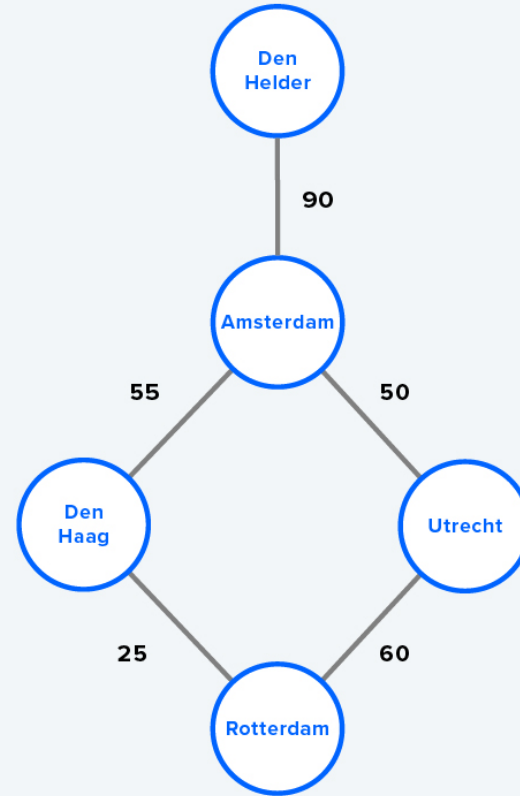 Den
Helder
90
Amsterdam
55
50
Den
Haag
Utrecht
25
60
Rotterdam